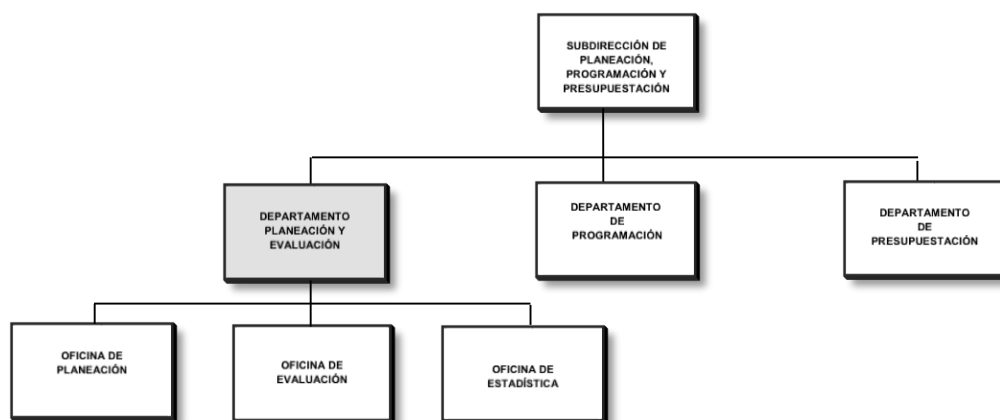 SUBDIRECCIÓN DE
PLANEACIÓN,
PROGRAMACIÓN Y
PRESUPUESTACIÓN
DEPARTAMENTO
PLANEACIÓN Y
EVALUACIÓN
DEPARTAMENTO
DE
PROGRAMACIÓN
DEPARTAMENTO
DE
PRESUPUESTACIÓN
OFICINA DE
PLANEACIÓN
OFICINA DE
EVALUACIÓN
OFICINA DE
ESTADÍSTICA